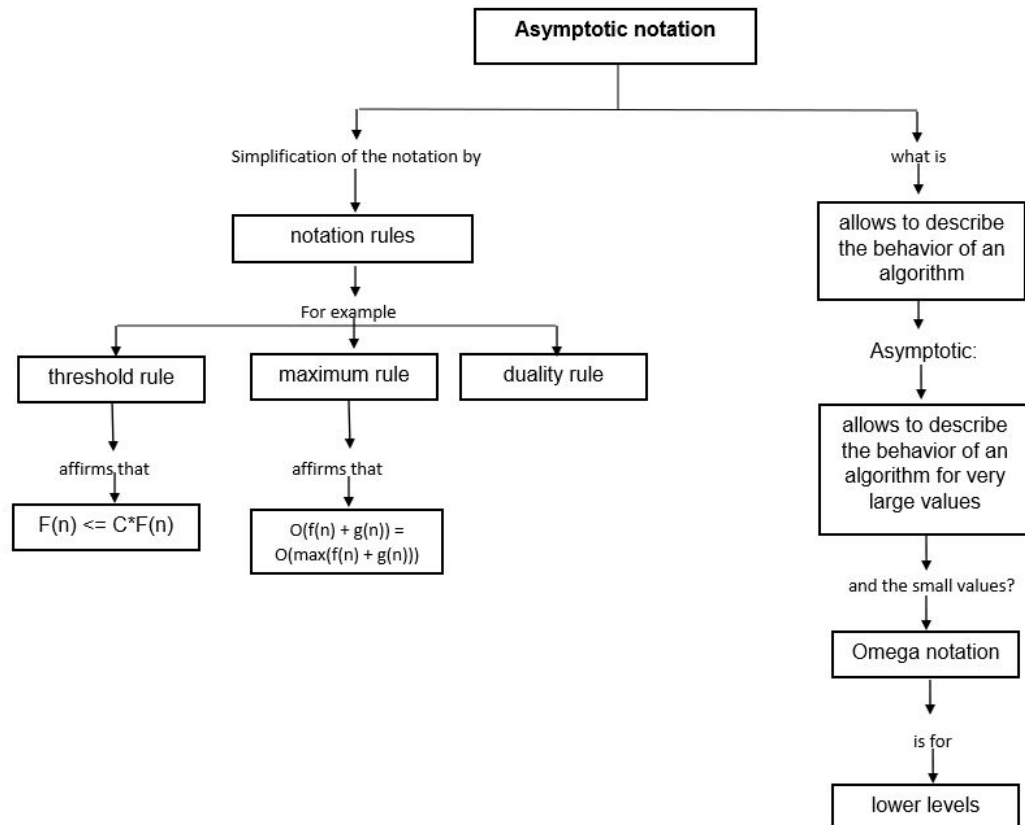 Asymptotic notation
Simplification of the notation by
what is
notation rules
allows to describe
the behavior of an
algorithm
For example
Asymptotic:
threshold rule
maximum rule
duality rule
allows to describe
the behavior of an
algorithm for very
large values
affirms that
affirms that
F(n) <= C*F(n)
O(f(n) + g(n)) =
O(max(f(n) + g(n)))
and the small values?
Omega notation
is for
lower levels